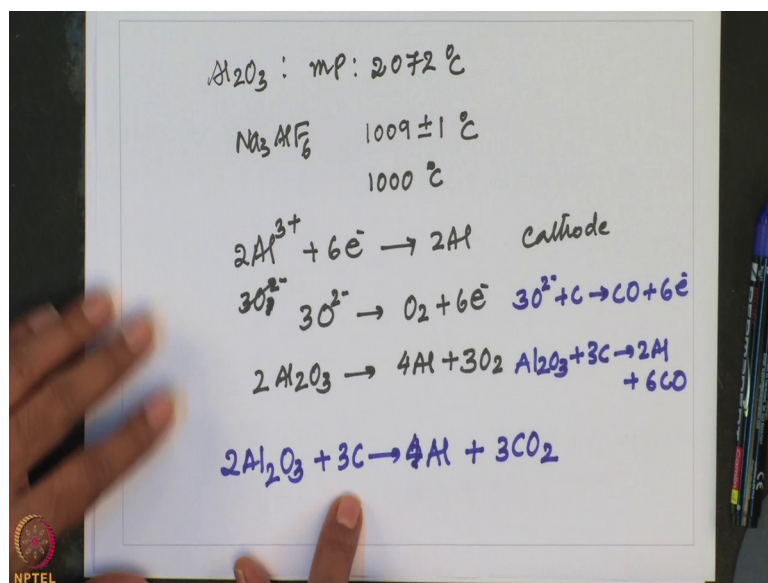 Al₂O₃ : mp : 2072 °C
Na₃AlF₆ 1009 ± 1 °C
1000 °C
2Al³⁺ + 6e⁻ → 2Al Cathode
3O²⁻ 3O²⁻ → O₂ + 6e⁻ 3O²⁻ + C → CO + 6e⁻
2Al₂O₃ → 4Al + 3O₂ Al₂O₃ + 3C → 2Al
+ 6CO
2Al₂O₃ + 3C → 4Al + 3CO₂
NPTEL